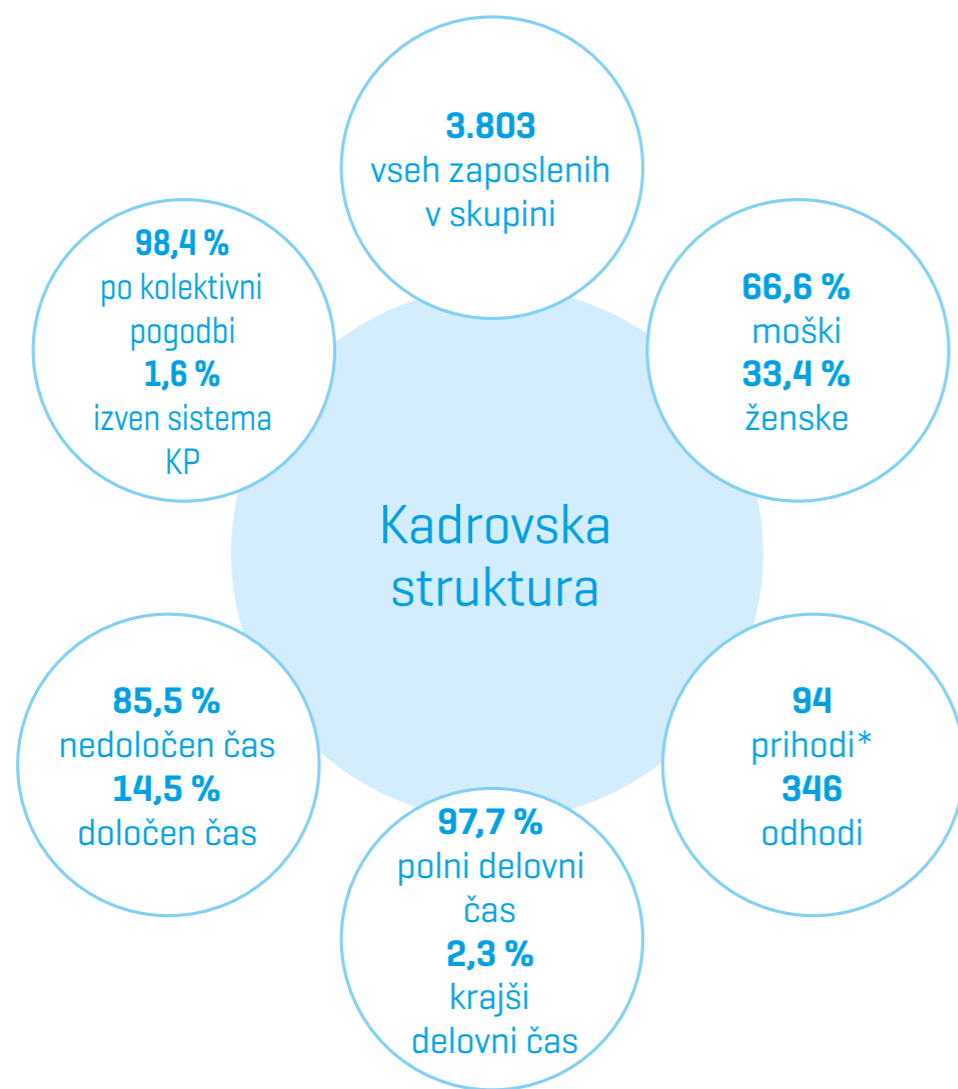 3.803
vseh zaposlenih
v skupini
98,4 %
po kolektivni
pogodbi
1,6 %
izven sistema
KP
66,6 %
moški
33,4 %
ženske
Kadrovska
struktura
85,5 %
nedoločen čas
14,5 %
določen čas
97,7 %
polni delovni
čas
2,3 %
krajši
delovni čas
94
prihodi*
346
odhodi